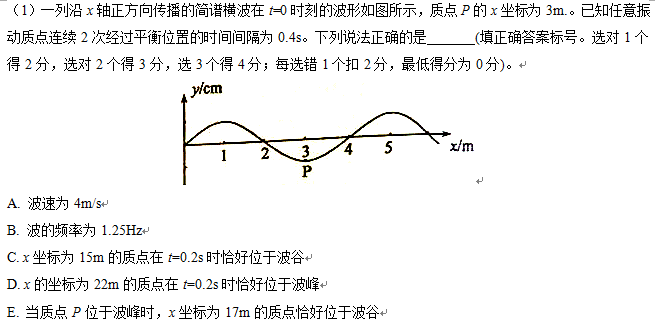 （1）一列沿 x 轴正方向传播的简谐横波在 t=0 时刻的波形如图所示，质点 P 的 x 坐标为 3m.。已知任意振
动质点连续 2 次经过平衡位置的时间间隔为 0.4s。下列说法正确的是______(填正确答案标号。选对 1 个
得 2 分，选对 2 个得 3 分，选 3 个得 4 分；每选错 1 个扣 2 分，最低得分为 0 分)。
y/cm
1 2 3 4 5 x/m
P
A. 波速为 4m/s
B. 波的频率为 1.25Hz
C. x 坐标为 15m 的质点在 t=0.2s 时恰好位于波谷
D. x 的坐标为 22m 的质点在 t=0.2s 时恰好位于波峰
E. 当质点 P 位于波峰时，x 坐标为 17m 的质点恰好位于波谷